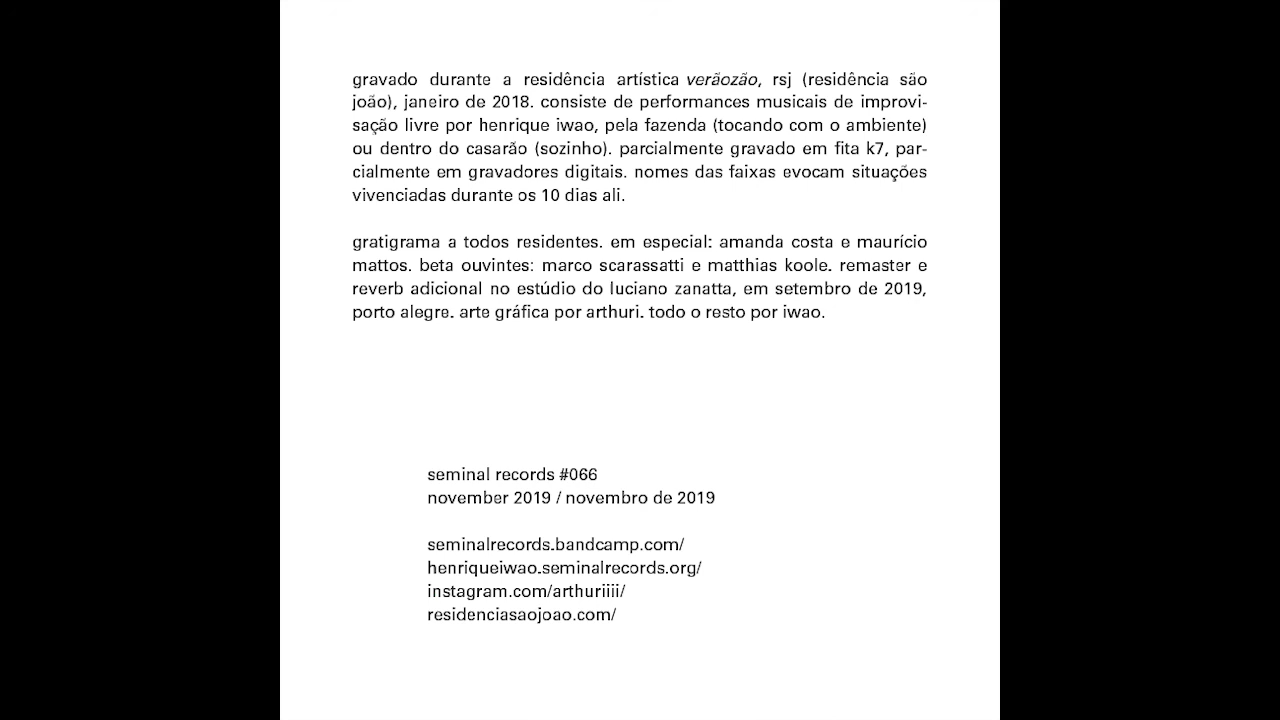 gravado durante a residência artística verãozão, rsj (residência são
joão), janeiro de 2018. consiste de performances musicais de improvi-
sação livre por henrique iwao, pela fazenda (tocando com o ambiente)
ou dentro do casarão (sozinho). parcialmente gravado em fita k7, par-
cialmente em gravadores digitais. nomes das faixas evocam situações
vivenciadas durante os 10 dias ali.
gratigrama a todos residentes. em especial: amanda costa e maurício
mattos. beta ouvintes: marco scarassatti e matthias koole. remaster e
reverb adicional no estúdio do luciano zanatta, em setembro de 2019,
porto alegre. arte gráfica por arthuri. todo o resto por iwao.
seminal records #066
november 2019 / novembro de 2019
seminalrecords.bandcamp.com/
henriqueiwao.seminalrecords.org/
instagram.com/arthuriiii/
residenciasaojoao.com/